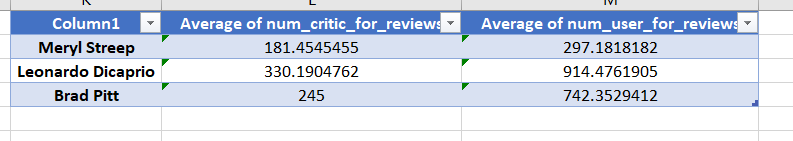 K L M
Column1 Average of num_critic_for_reviews Average of num_user_for_reviews
Meryl Streep 181.4545455 297.1818182
Leonardo Dicaprio 330.1904762 914.4761905
Brad Pitt 245 742.3529412